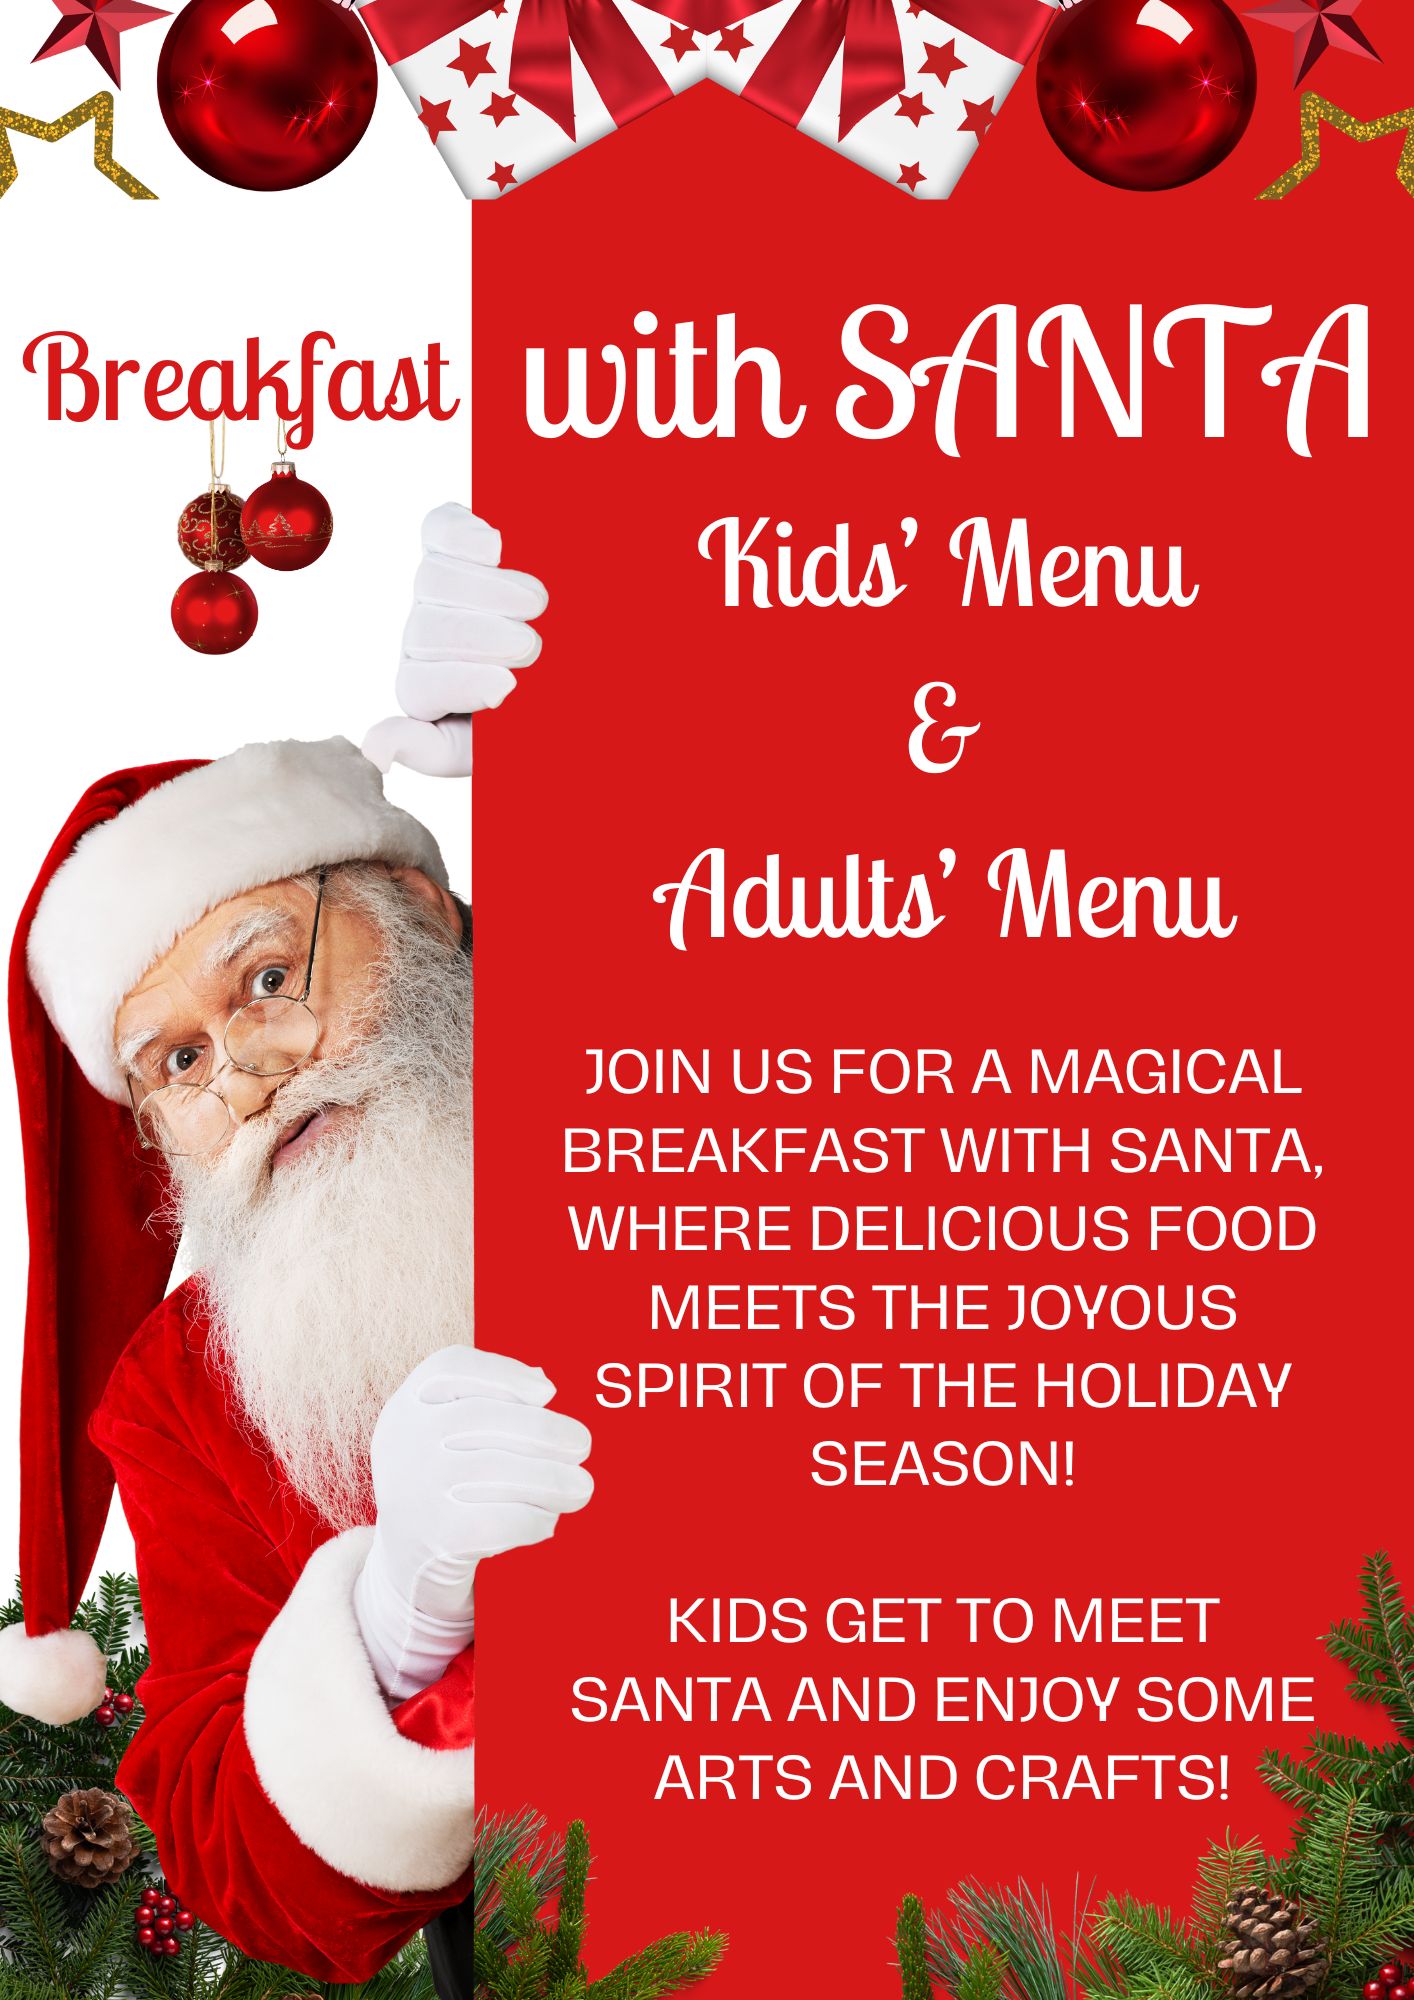 Breakfast with SANTA
Kids' Menu
&
Adults' Menu
JOIN US FOR A MAGICAL
BREAKFAST WITH SANTA,
WHERE DELICIOUS FOOD
MEETS THE JOYOUS
SPIRIT OF THE HOLIDAY
SEASON!
KIDS GET TO MEET
SANTA AND ENJOY SOME
ARTS AND CRAFTS!